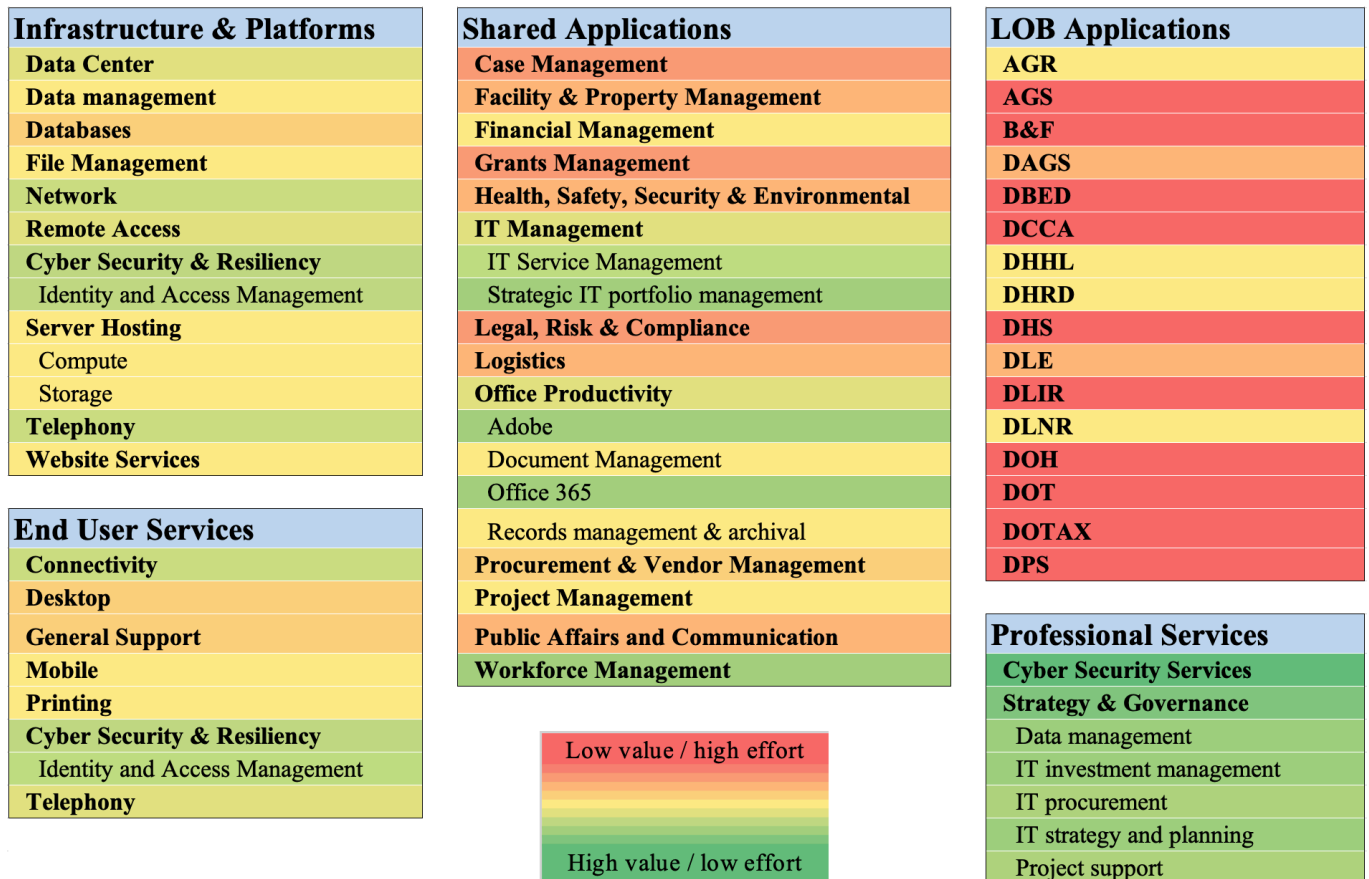 Infrastructure & Platforms
Data Center
Data management
Databases
File Management
Network
Remote Access
Cyber Security & Resiliency
Identity and Access Management
Server Hosting
Compute
Storage
Telephony
Website Services
End User Services
Connectivity
Desktop
General Support
Mobile
Printing
Cyber Security & Resiliency
Identity and Access Management
Telephony
Shared Applications
Case Management
Facility & Property Management
Financial Management
Grants Management
Health, Safety, Security & Environmental
IT Management
IT Service Management
Strategic IT portfolio management
Legal, Risk & Compliance
Logistics
Office Productivity
Adobe
Document Management
Office 365
Records management & archival
Procurement & Vendor Management
Project Management
Public Affairs and Communication
Workforce Management
Low value / high effort
High value / low effort
LOB Applications
AGR
AGS
B&F
DAGS
DBED
DCCA
DHHL
DHRD
DHS
DLE
DLIR
DLNR
DOH
DOT
DOTAX
DPS
Professional Services
Cyber Security Services
Strategy & Governance
Data management
IT investment management
IT procurement
IT strategy and planning
Project support